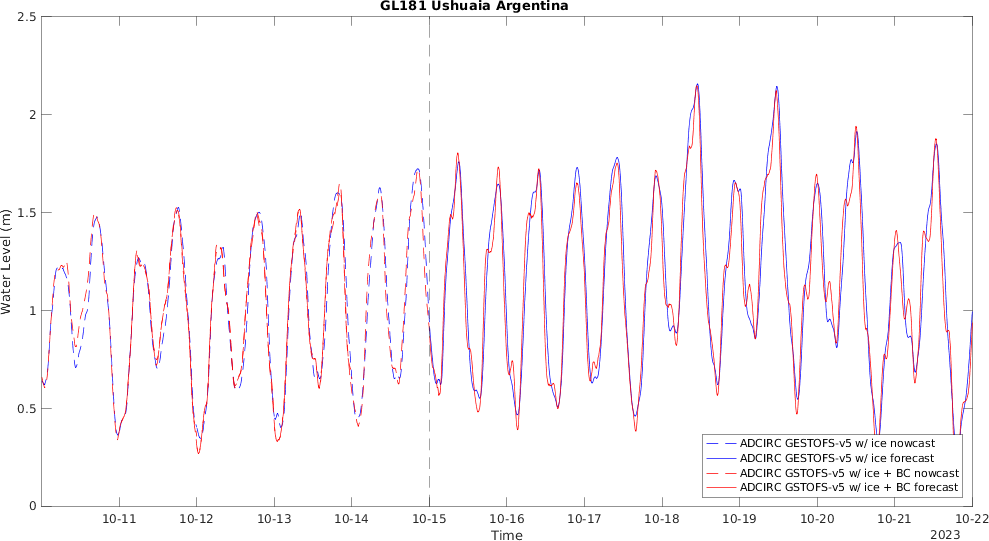 GL181 Ushuaia Argentina
2.5
2
1.5
1
0.5
0
Water Level (m)
10-11 10-12 10-13 10-14 10-15 10-16 10-17 10-18 10-19 10-20 10-21 10-22
Time
2023
ADCIRC GESTOFS-v5 w/ ice nowcast
ADCIRC GESTOFS-v5 w/ ice forecast
ADCIRC GSTOFS-v5 w/ ice + BC nowcast
ADCIRC GSTOFS-v5 w/ ice + BC forecast